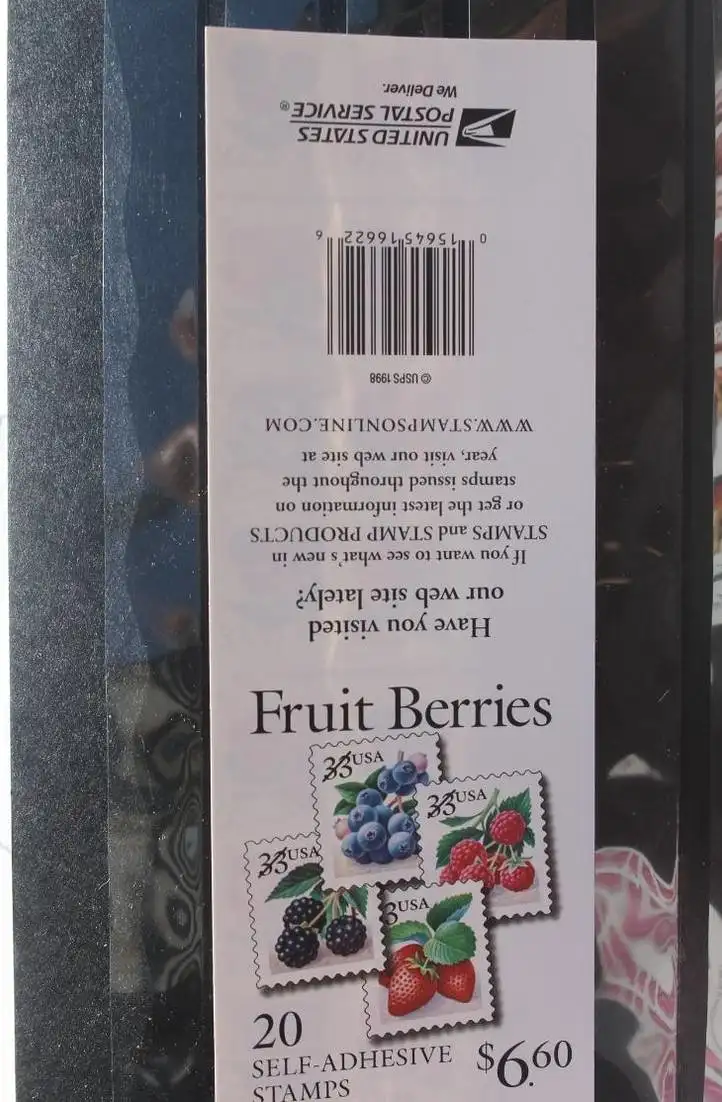 UNITED STATES
POSTAL SERVICE®
We Deliver.
0 15645 16622 6
© USPS 1998
WWW.STAMPSONLINE.COM
year, visit our web site at
stamps issued throughout the
or get the latest information on
STAMPS and STAMP PRODUCTS
If you want to see what's new in
our web site lately?
Have you visited
Fruit Berries
33USA
33USA
33USA
3USA
20
SELF-ADHESIVE
STAMPS
$6.60